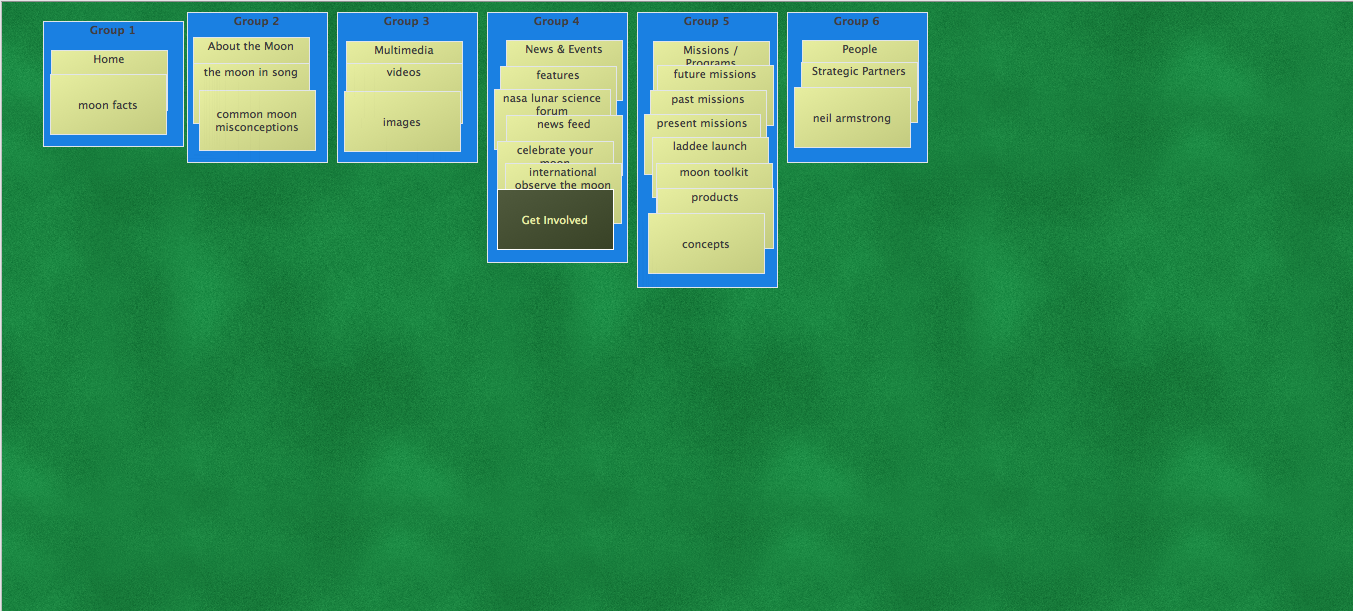 Group 1
Home
moon facts
Group 2
About the Moon
the moon in song
common moon
misconceptions
Group 3
Multimedia
videos
images
Group 4
News & Events
features
nasa lunar science
forum
news feed
celebrate your
moon
international
observe the moon
Get Involved
Group 5
Missions /
Programs
future missions
past missions
present missions
laddee launch
moon toolkit
products
concepts
Group 6
People
Strategic Partners
neil armstrong